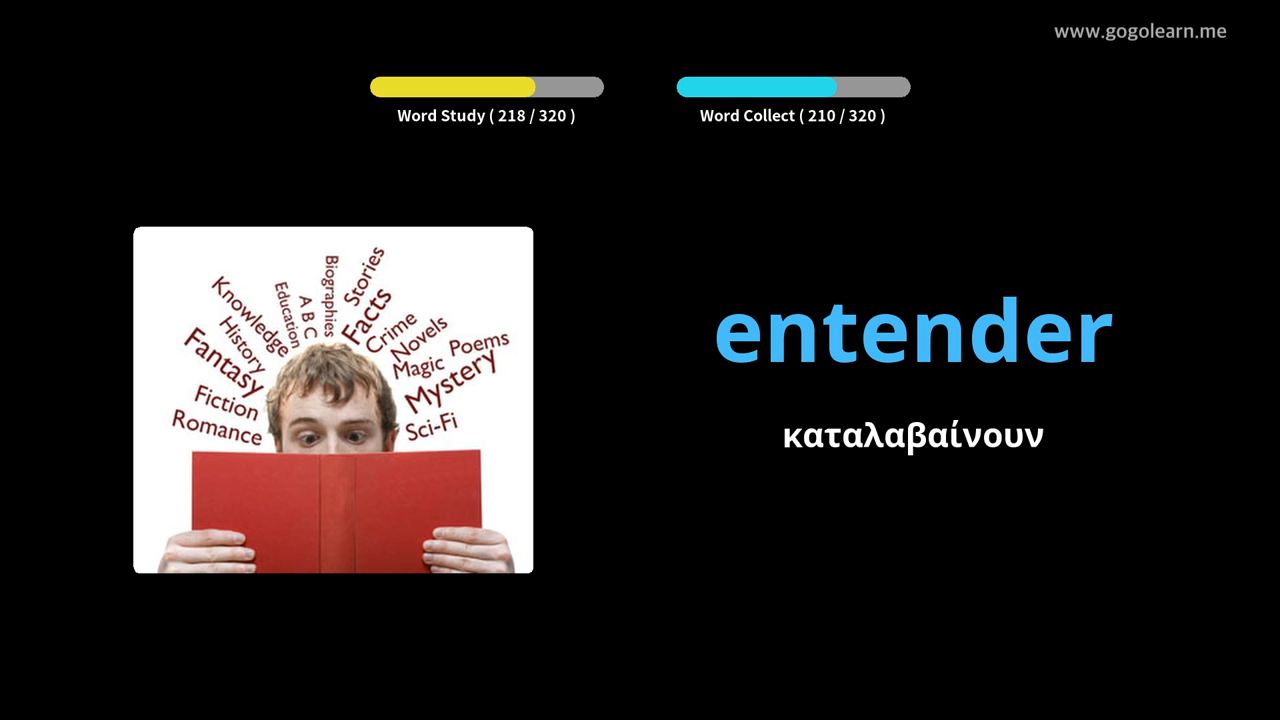 www.gogolearn.me
Word Study ( 218 / 320 )
Word Collect ( 210 / 320 )
Romance
Fiction
Fantasy
History
Knowledge
Education
A B C
Biographies
Stories
Facts
Crime
Novels
Magic
Poems
Mystery
Sci-Fi
entender
καταλαβαίνουν